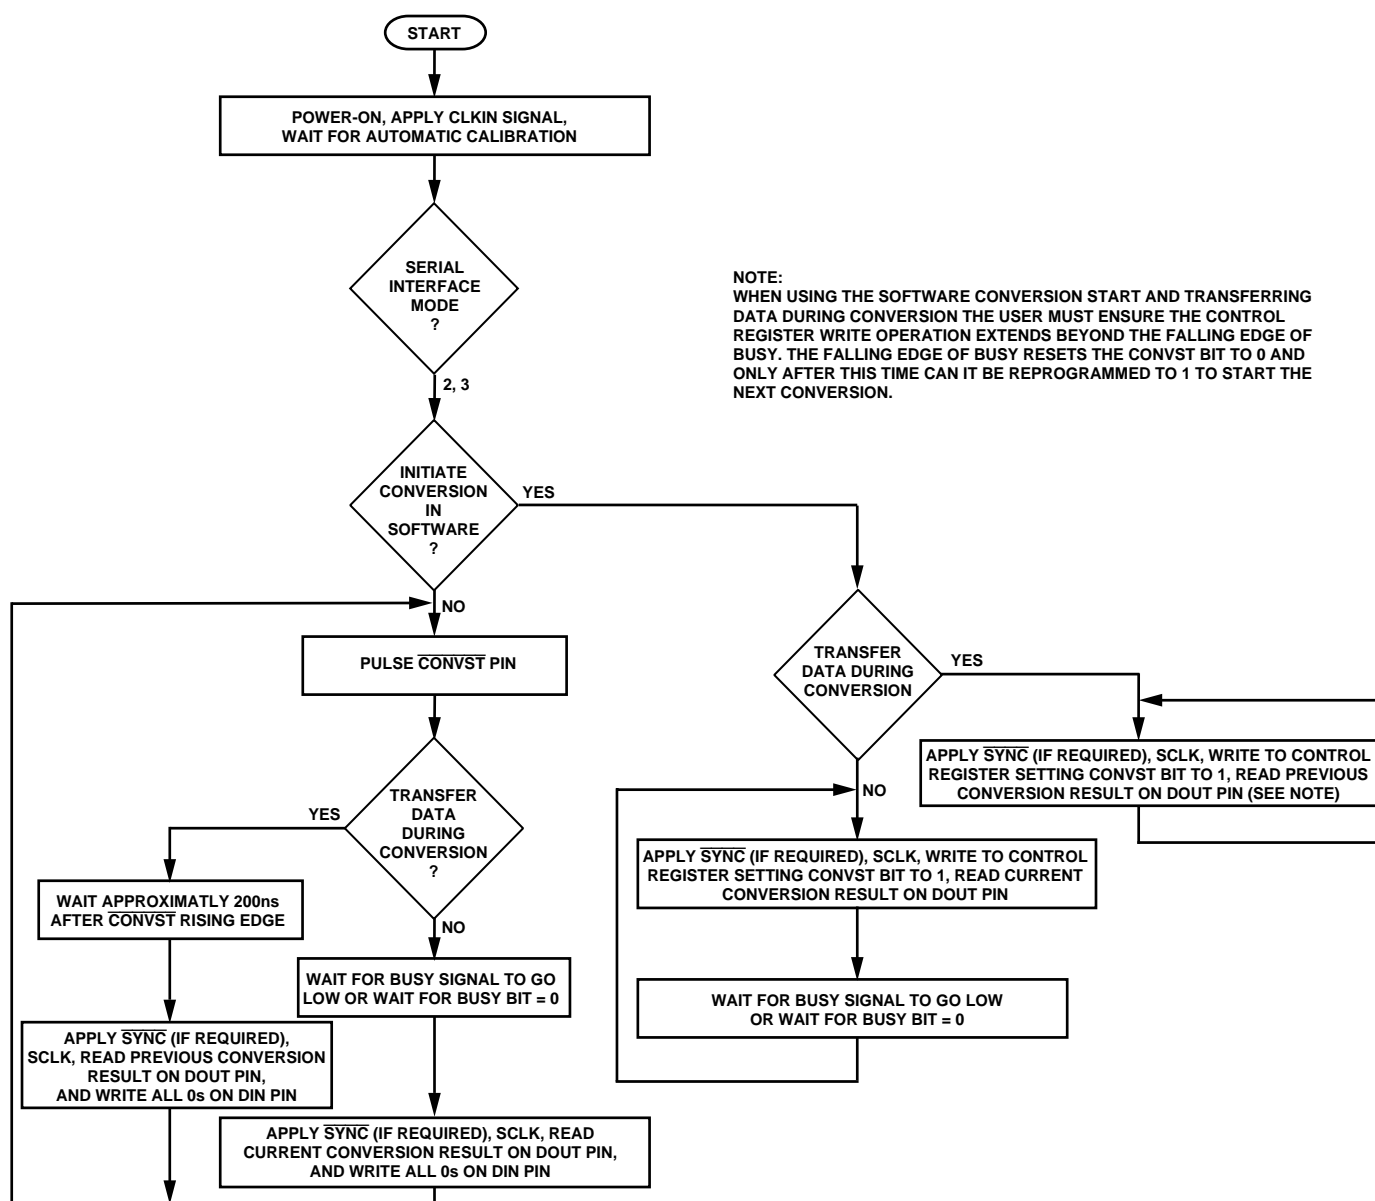 START
POWER-ON, APPLY CLKIN SIGNAL,
WAIT FOR AUTOMATIC CALIBRATION
SERIAL
INTERFACE
MODE
?
NOTE:
WHEN USING THE SOFTWARE CONVERSION START AND TRANSFERRING
DATA DURING CONVERSION THE USER MUST ENSURE THE CONTROL
REGISTER WRITE OPERATION EXTENDS BEYOND THE FALLING EDGE OF
BUSY. THE FALLING EDGE OF BUSY RESETS THE CONVST BIT TO 0 AND
ONLY AFTER THIS TIME CAN IT BE REPROGRAMMED TO 1 TO START THE
NEXT CONVERSION.
2, 3
INITIATE
CONVERSION
IN
SOFTWARE
?
YES
NO
PULSE CONVST PIN
TRANSFER
DATA DURING
CONVERSION
YES
APPLY SYNC (IF REQUIRED), SCLK, WRITE TO CONTROL
REGISTER SETTING CONVST BIT TO 1, READ PREVIOUS
CONVERSION RESULT ON DOUT PIN (SEE NOTE)
NO
TRANSFER
DATA
DURING
CONVERSION
?
YES
APPLY SYNC (IF REQUIRED), SCLK, WRITE TO CONTROL
REGISTER SETTING CONVST BIT TO 1, READ CURRENT
CONVERSION RESULT ON DOUT PIN
WAIT APPROXIMATLY 200ns
AFTER CONVST RISING EDGE
NO
WAIT FOR BUSY SIGNAL TO GO
LOW OR WAIT FOR BUSY BIT = 0
WAIT FOR BUSY SIGNAL TO GO LOW
OR WAIT FOR BUSY BIT = 0
APPLY SYNC (IF REQUIRED),
SCLK, READ PREVIOUS CONVERSION
RESULT ON DOUT PIN,
AND WRITE ALL 0s ON DIN PIN
APPLY SYNC (IF REQUIRED), SCLK, READ
CURRENT CONVERSION RESULT ON DOUT PIN,
AND WRITE ALL 0s ON DIN PIN